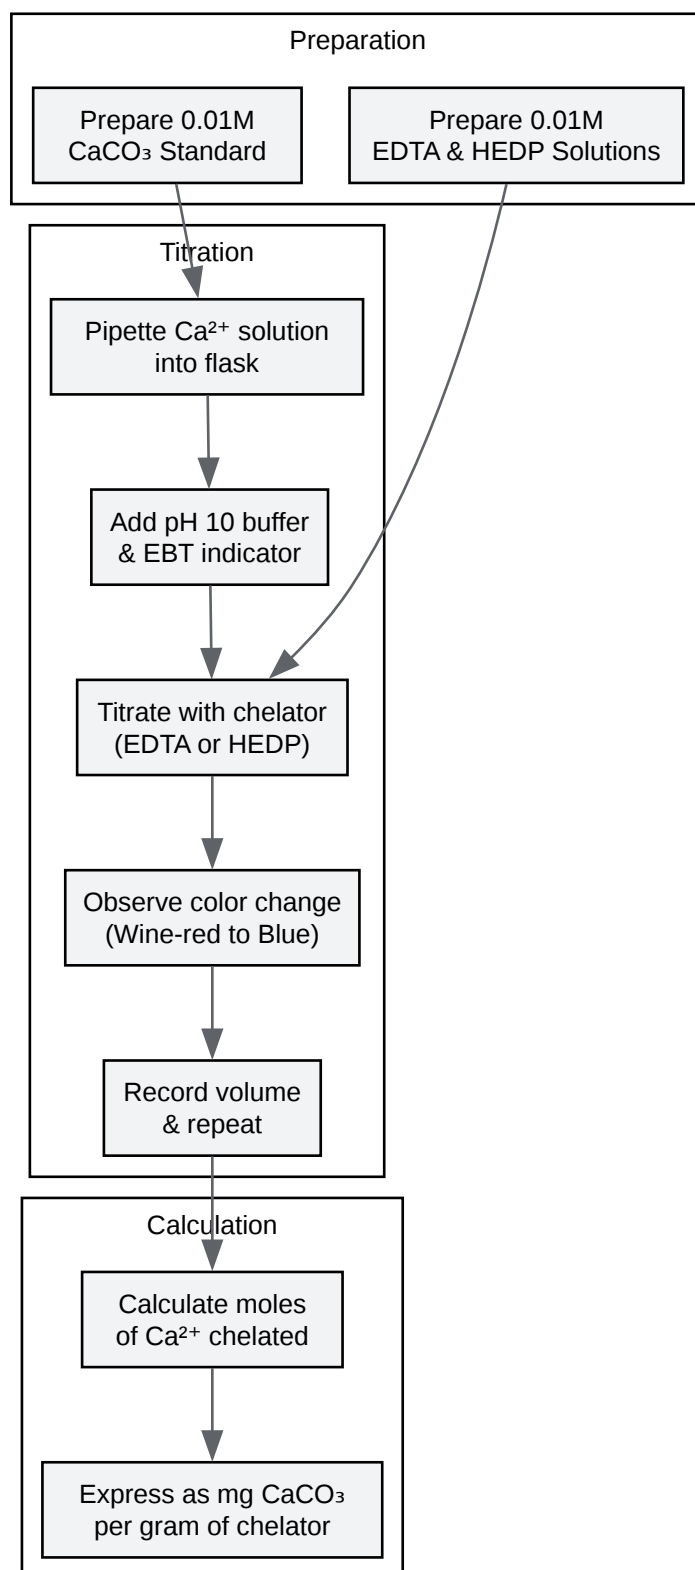 Preparation
Prepare 0.01M
CaCO₃ Standard
Prepare 0.01M
EDTA & HEDP Solutions
Titration
Pipette Ca²⁺ solution
into flask
Add pH 10 buffer
& EBT indicator
Titrate with chelator
(EDTA or HEDP)
Observe color change
(Wine-red to Blue)
Record volume
& repeat
Calculation
Calculate moles
of Ca²⁺ chelated
Express as mg CaCO₃
per gram of chelator